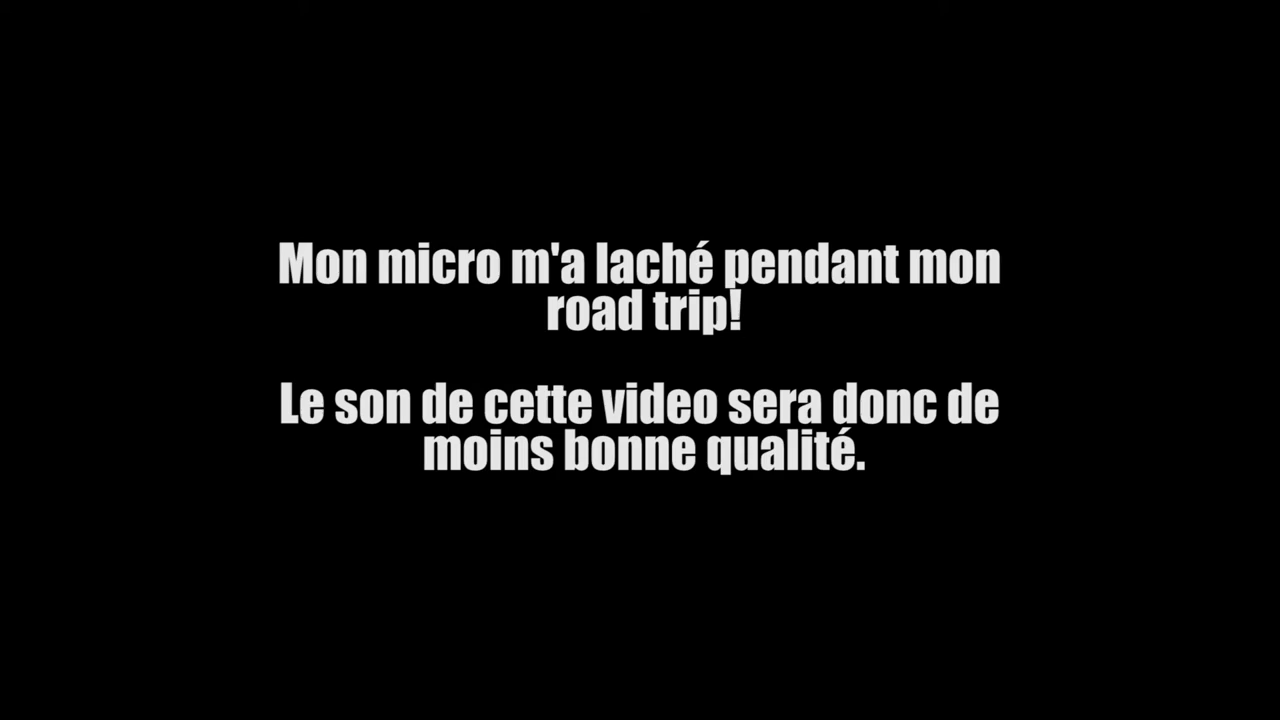 Mon micro m'a laché pendant mon
road trip!
Le son de cette video sera donc de
moins bonne qualité.